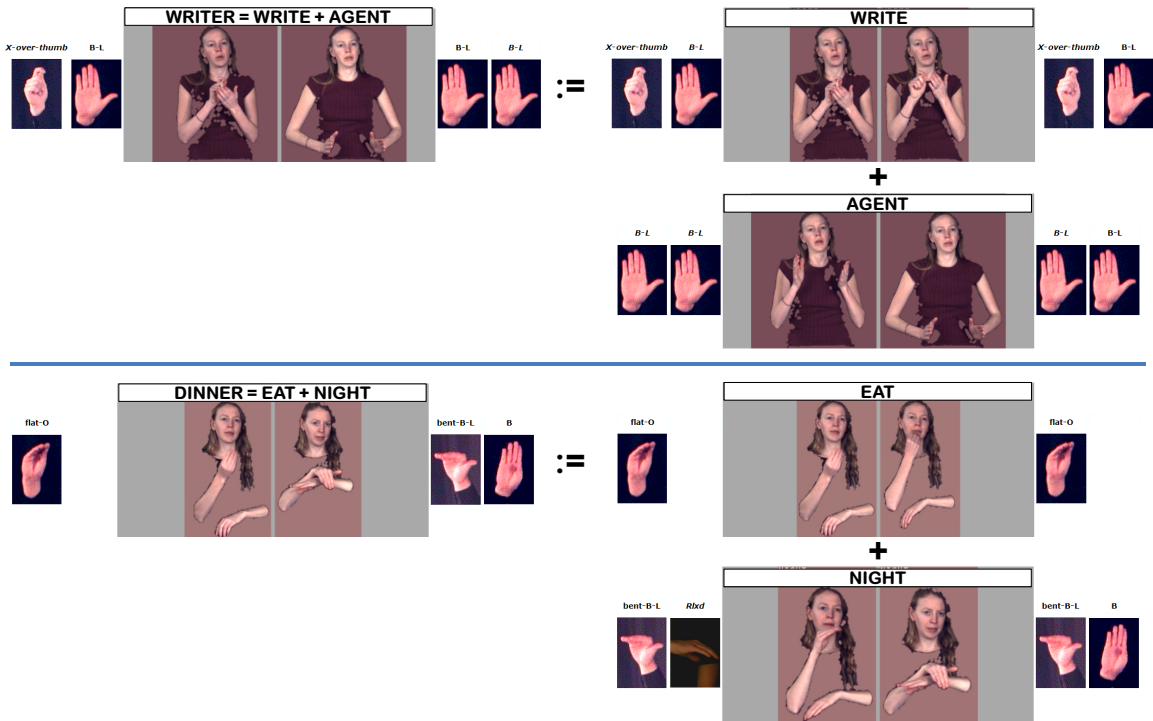 WRITER = WRITE + AGENT
WRITE
X-over-thumb B-L
B-L B-L
:=
X-over-thumb B-L
X-over-thumb B-L
+
AGENT
B-L B-L
B-L B-L
DINNER = EAT + NIGHT
EAT
flat-O
bent-B-L B
:=
flat-O
flat-O
+
NIGHT
bent-B-L Rlxd
bent-B-L B